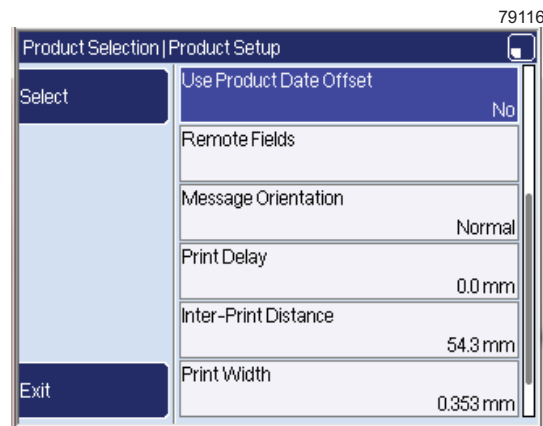 79116
Product Selection | Product Setup
Select
Use Product Date Offset
No
Remote Fields
Message Orientation
Normal
Print Delay
0.0 mm
Inter-Print Distance
54.3 mm
Print Width
0.353 mm
Exit